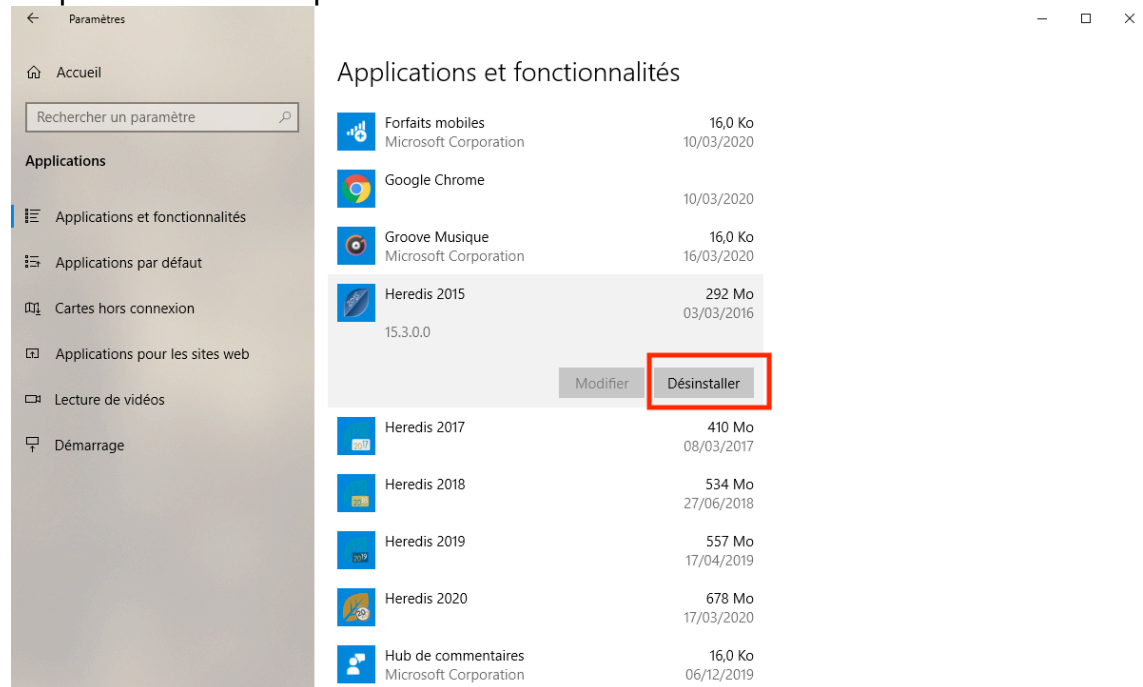 Paramètres
Accueil
Rechercher un paramètre
Applications
Applications et fonctionnalités
Applications par défaut
Cartes hors connexion
Applications pour les sites web
Lecture de vidéos
Démarrage
Applications et fonctionnalités
Forfaits mobiles 16,0 Ko
Microsoft Corporation 10/03/2020
Google Chrome
10/03/2020
Groove Musique 16,0 Ko
Microsoft Corporation 16/03/2020
Heredis 2015 292 Mo
03/03/2016
15.3.0.0
Modifier Désinstaller
Heredis 2017 410 Mo
08/03/2017
Heredis 2018 534 Mo
27/06/2018
Heredis 2019 557 Mo
17/04/2019
Heredis 2020 678 Mo
17/03/2020
Hub de commentaires 16,0 Ko
Microsoft Corporation 06/12/2019